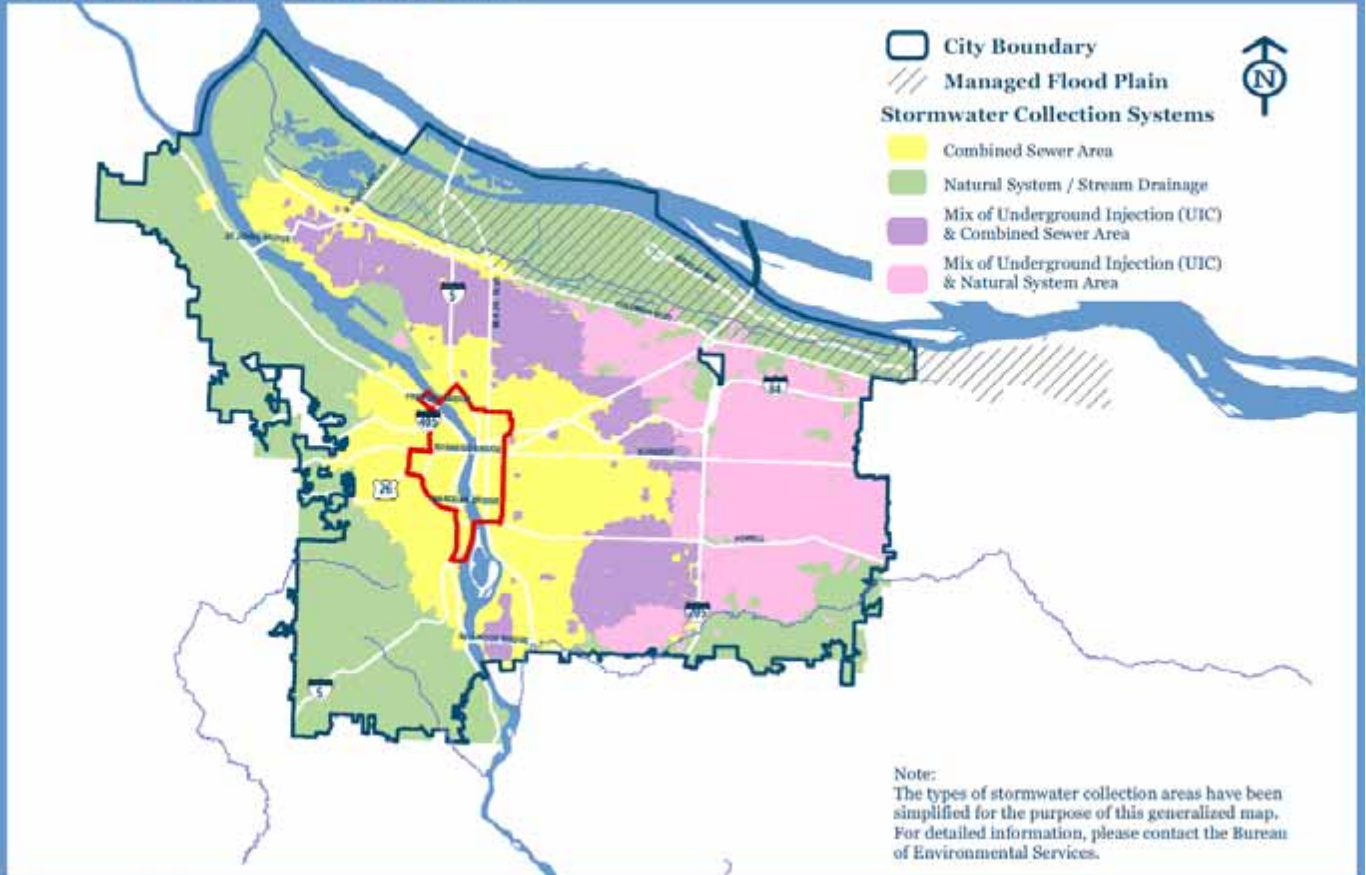 City Boundary
Managed Flood Plain
Stormwater Collection Systems
Combined Sewer Area
Natural System / Stream Drainage
Mix of Underground Injection (UIC)
& Combined Sewer Area
Mix of Underground Injection (UIC)
& Natural System Area
N
5
84
405
26
BURNSIDE
POWELL
205
5
Note:
The types of stormwater collection areas have been
simplified for the purpose of this generalized map.
For detailed information, please contact the Bureau
of Environmental Services.